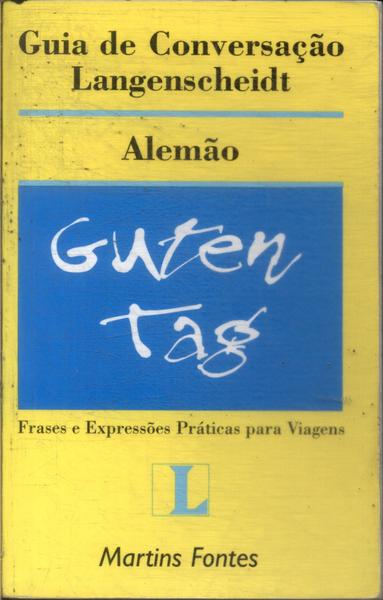 Guia de Conversação
Langenscheidt
Alemão
Guten
Tag
Frases e Expressões Práticas para Viagens
L
Martins Fontes